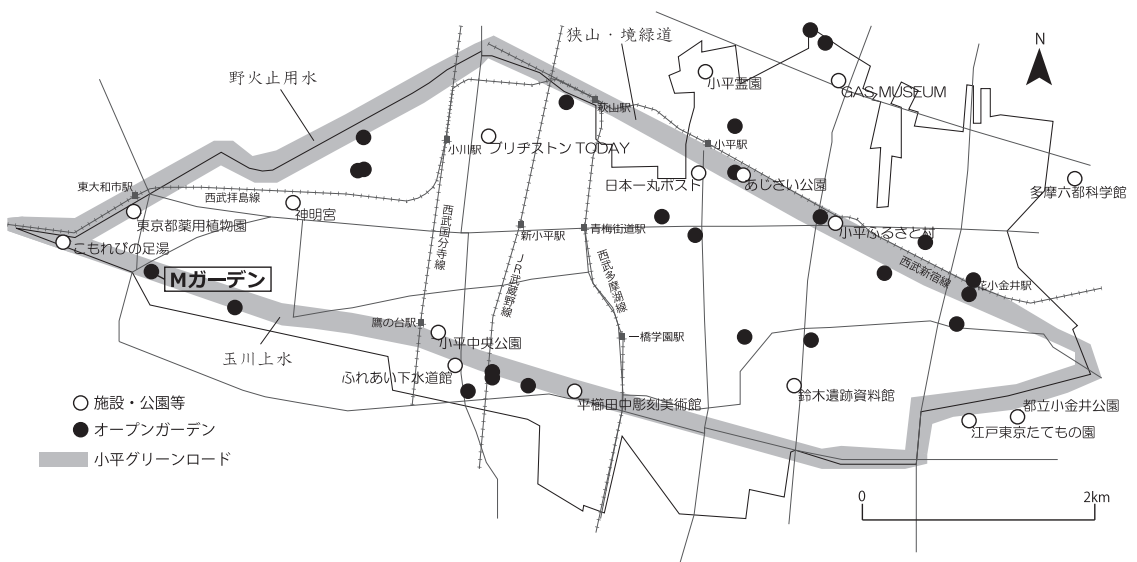 狭山・境緑道
N
野火止用水
小平霊園
GAS MUSEUM
萩山駅
小川駅
ブリヂストン TODAY
小平駅
東大和市駅
西武拝島線
日本一丸ポスト
あじさい公園
多摩六都科学館
神明宮
東京都薬用植物園
西武国分寺線
新小平駅
青梅街道駅
小平ふるさと村
こもれびの足湯
JR武蔵野線
西武多摩湖線
西武新宿線
花小金井駅
Mガーデン
鷹の台駅
小平中央公園
一橋学園駅
玉川上水
ふれあい下水道館
平櫛田中彫刻美術館
鈴木遺跡資料館
都立小金井公園
江戸東京たてもの園
施設・公園等
オープンガーデン
小平グリーンロード
0 2km